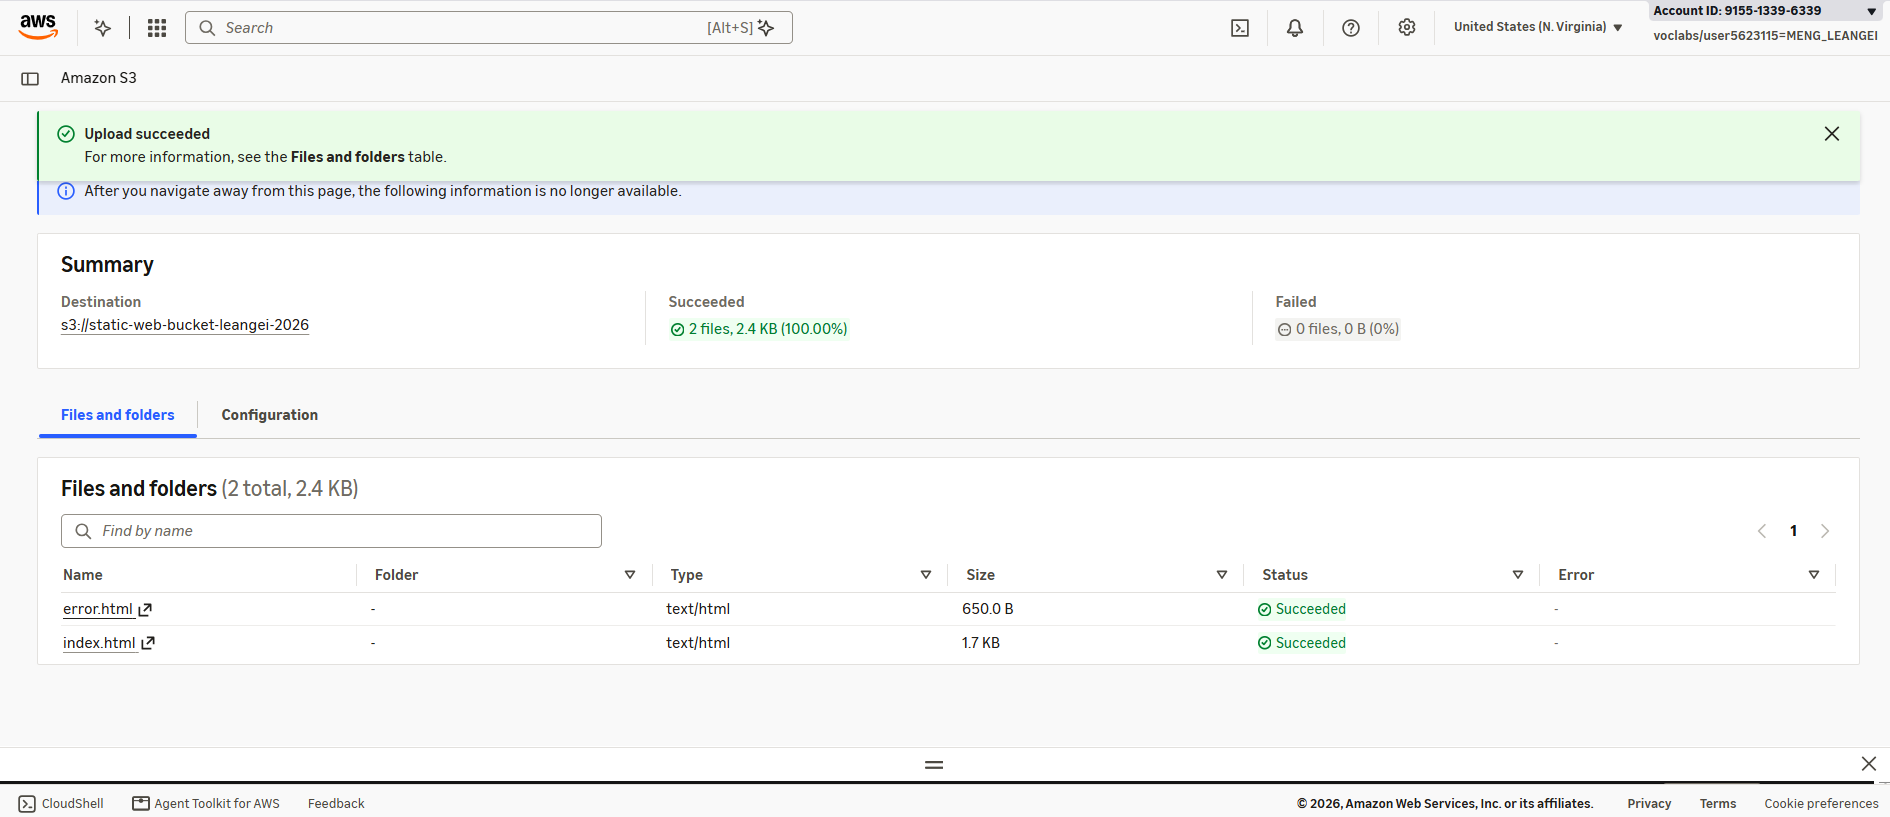 aws
Search [Alt+S]
United States (N. Virginia)
Account ID: 9155-1339-6339
voclabs/user5623115=MENG_LEANGEI
Amazon S3
Upload succeeded
For more information, see the Files and folders table.
After you navigate away from this page, the following information is no longer available.
Summary
Destination
s3://static-web-bucket-leangei-2026
Succeeded
2 files, 2.4 KB (100.00%)
Failed
0 files, 0 B (0%)
Files and folders
Configuration
Files and folders (2 total, 2.4 KB)
Find by name
1
Name Folder Type Size Status Error
error.html - text/html 650.0 B Succeeded -
index.html - text/html 1.7 KB Succeeded -
CloudShell Agent Toolkit for AWS Feedback © 2026, Amazon Web Services, Inc. or its affiliates. Privacy Terms Cookie preferences